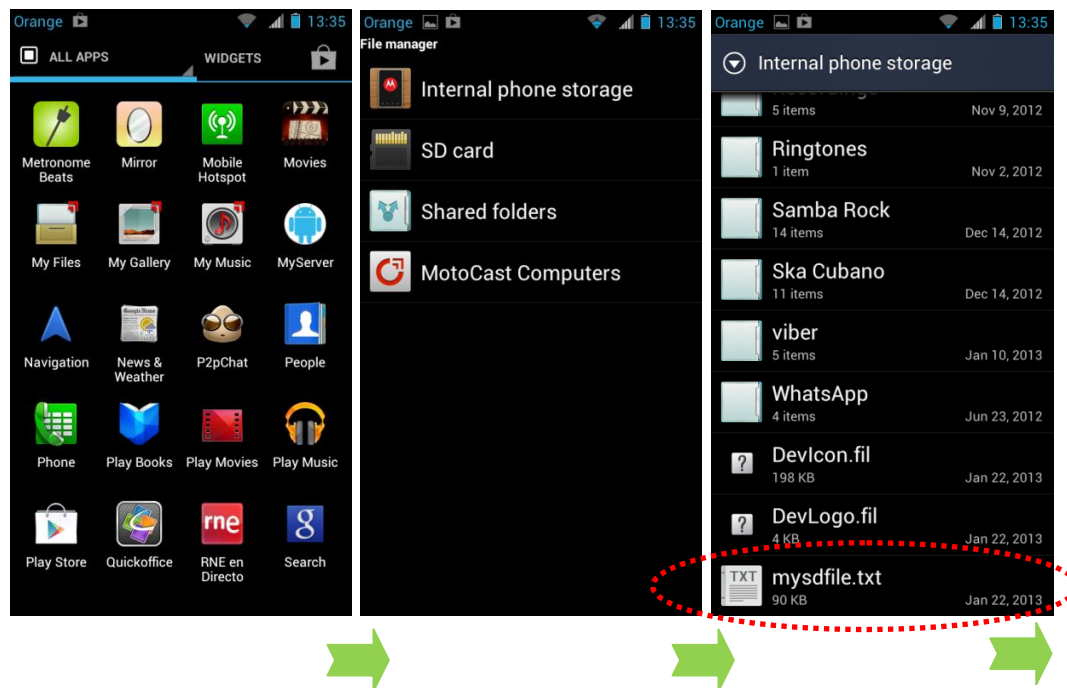 Orange 13:35
ALL APPS WIDGETS
Metronome Beats
Mirror
Mobile Hotspot
Movies
My Files
My Gallery
My Music
MyServer
Navigation
Google News
News & Weather
P2pChat
People
Phone
Play Books
Play Movies
Play Music
Play Store
Quickoffice
rne
RNE en Directo
g
Search
Orange 13:35
File manager
Internal phone storage
SD card
Shared folders
MotoCast Computers
Orange 13:35
Internal phone storage
Recordings
5 items Nov 9, 2012
Ringtones
1 item Nov 2, 2012
Samba Rock
14 items Dec 14, 2012
Ska Cubano
11 items Dec 14, 2012
viber
5 items Jan 10, 2013
WhatsApp
4 items Jun 23, 2012
? DevIcon.fil
198 KB Jan 22, 2013
? DevLogo.fil
4 KB Jan 22, 2013
TXT mysdfile.txt
90 KB Jan 22, 2013